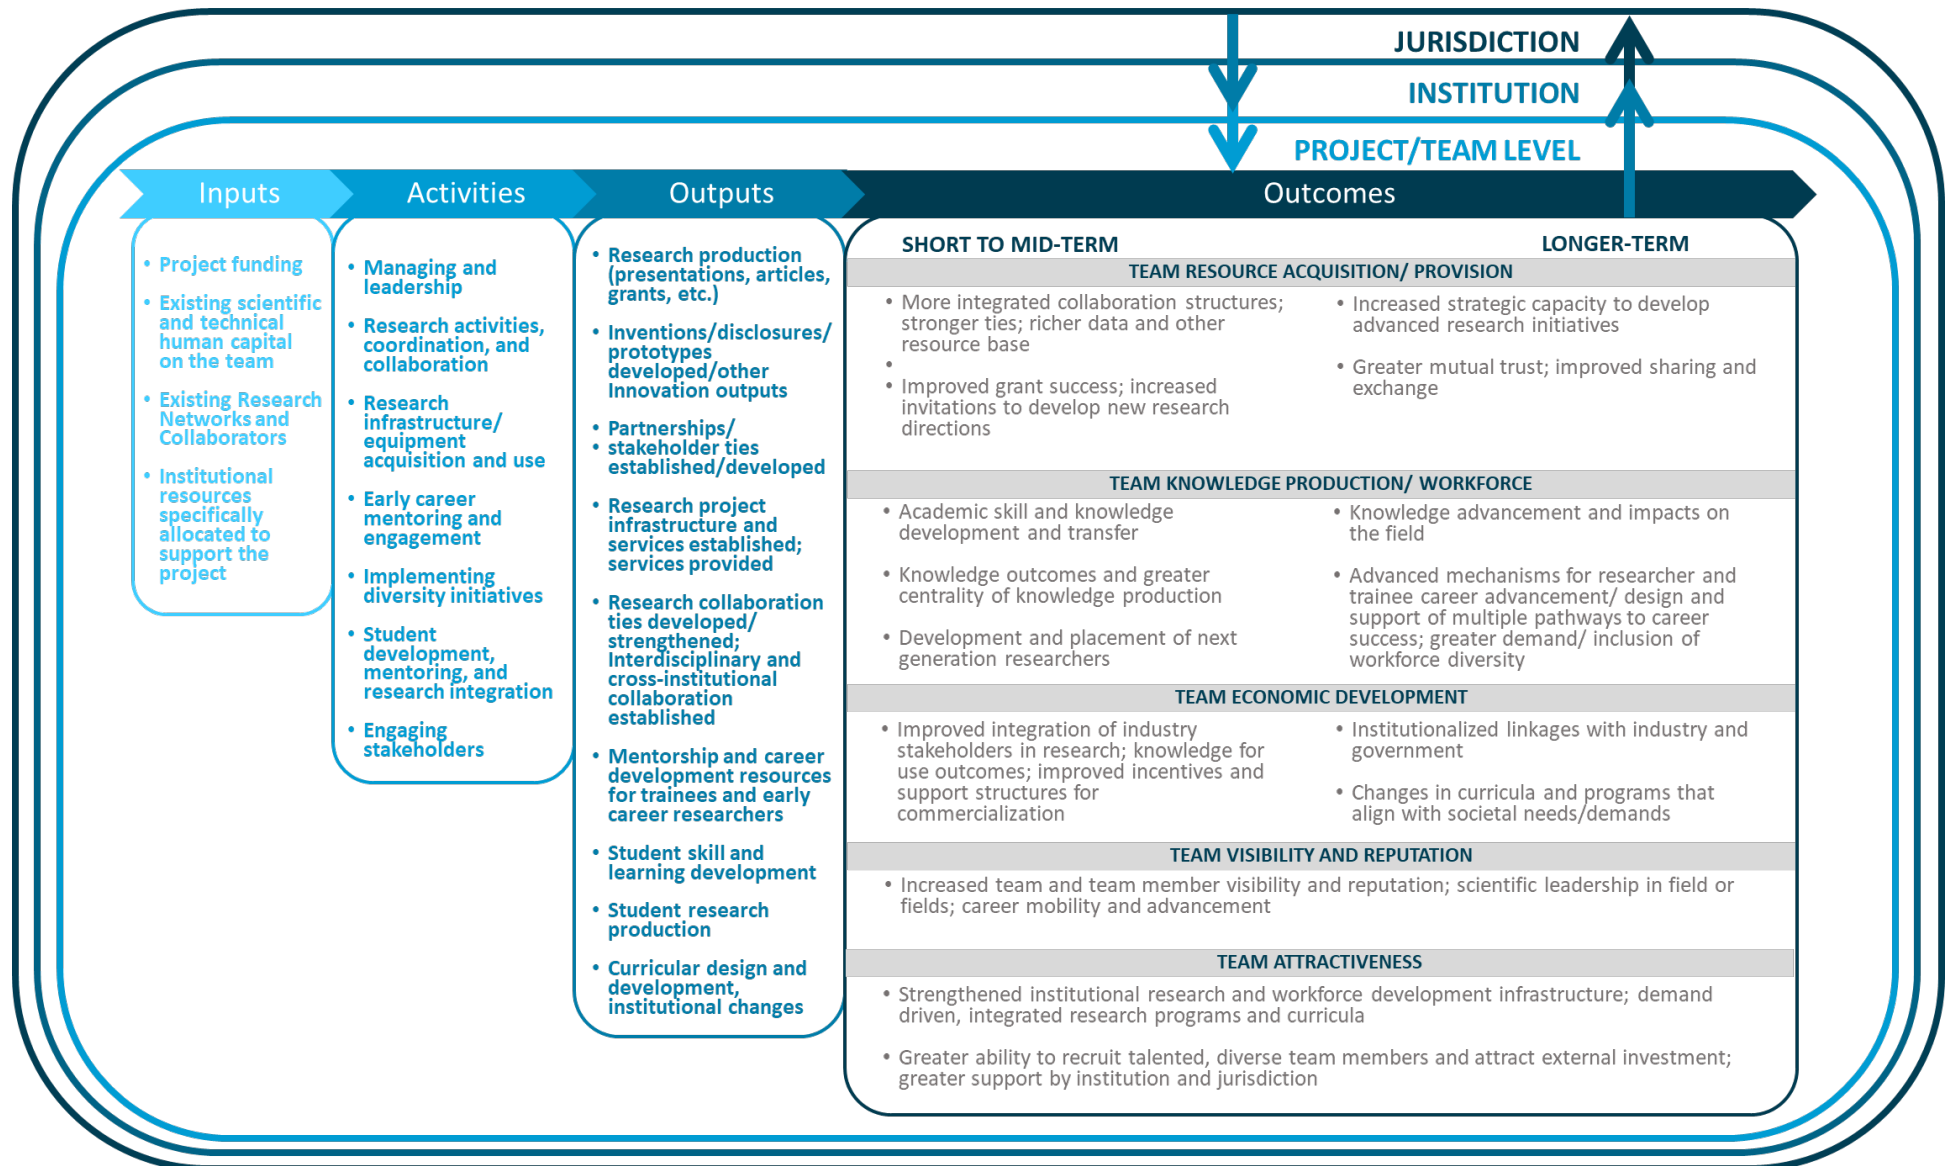 JURISDICTION
INSTITUTION
PROJECT/TEAM LEVEL
Inputs
Activities
Outputs
Outcomes
• Project funding
• Existing scientific
and technical
human capital
on the team
• Existing Research
Networks and
Collaborators
• Institutional
resources
specifically
allocated to
support the
project
• Managing and
leadership
• Research activities,
coordination, and
collaboration
• Research
infrastructure/
equipment
acquisition and use
• Early career
mentoring and
engagement
• Implementing
diversity initiatives
• Student
development,
mentoring, and
research integration
• Engaging
stakeholders
• Research production
(presentations, articles,
grants, etc.)
• Inventions/disclosures/
prototypes
developed/other
Innovation outputs
• Partnerships/
• stakeholder ties
established/developed
• Research project
infrastructure and
services established;
services provided
• Research collaboration
ties developed/
strengthened;
Interdisciplinary and
cross-institutional
collaboration
established
• Mentorship and career
development resources
for trainees and early
career researchers
• Student skill and
learning development
• Student research
production
• Curricular design and
development,
institutional changes
SHORT TO MID-TERM
LONGER-TERM
TEAM RESOURCE ACQUISITION/ PROVISION
• More integrated collaboration structures;
stronger ties; richer data and other
resource base
•
• Improved grant success; increased
invitations to develop new research
directions
• Increased strategic capacity to develop
advanced research initiatives
• Greater mutual trust; improved sharing and
exchange
TEAM KNOWLEDGE PRODUCTION/ WORKFORCE
• Academic skill and knowledge
development and transfer
• Knowledge outcomes and greater
centrality of knowledge production
• Development and placement of next
generation researchers
• Knowledge advancement and impacts on
the field
• Advanced mechanisms for researcher and
trainee career advancement/ design and
support of multiple pathways to career
success; greater demand/ inclusion of
workforce diversity
TEAM ECONOMIC DEVELOPMENT
• Improved integration of industry
stakeholders in research; knowledge for
use outcomes; improved incentives and
support structures for
commercialization
• Institutionalized linkages with industry and
government
• Changes in curricula and programs that
align with societal needs/demands
TEAM VISIBILITY AND REPUTATION
• Increased team and team member visibility and reputation; scientific leadership in field or
fields; career mobility and advancement
TEAM ATTRACTIVENESS
• Strengthened institutional research and workforce development infrastructure; demand
driven, integrated research programs and curricula
• Greater ability to recruit talented, diverse team members and attract external investment;
greater support by institution and jurisdiction